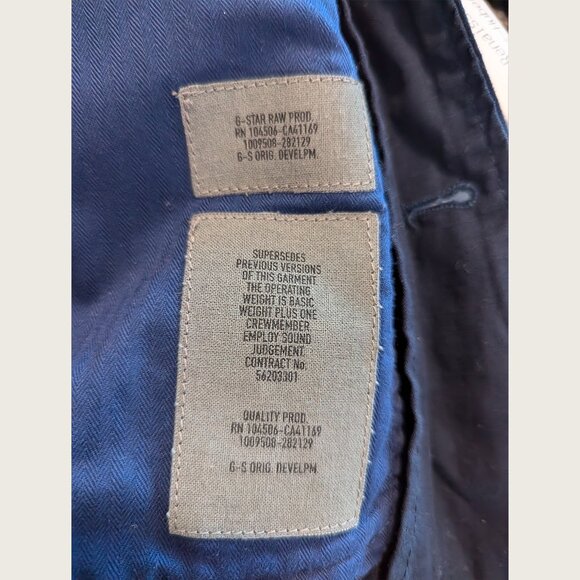 G-STAR RAW PROD.
RN 104506-CA41169
1009508-282129
G-S ORIG. DEVELPM.
SUPERSEDES
PREVIOUS VERSIONS
OF THIS GARMENT
THE OPERATING
WEIGHT IS BASIC
WEIGHT PLUS ONE
CREWMEMBER.
EMPLOY SOUND
JUDGEMENT.
CONTRACT No.
56203301
QUALITY PROD.
RN 104506-CA41169
1009508-282129
G-S ORIG. DEVELPM.